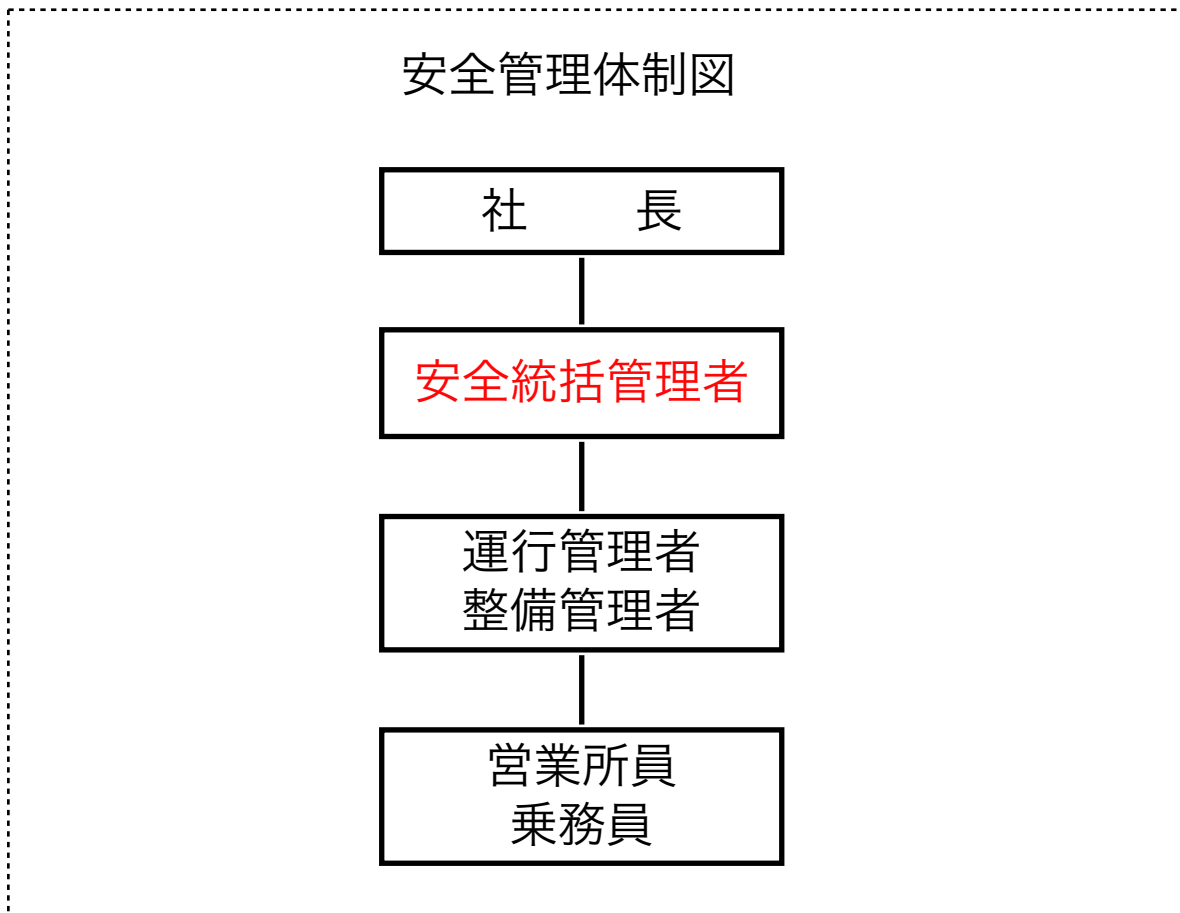 安全管理体制図
社　　長
安全統括管理者
運行管理者
整備管理者
営業所員
乗務員